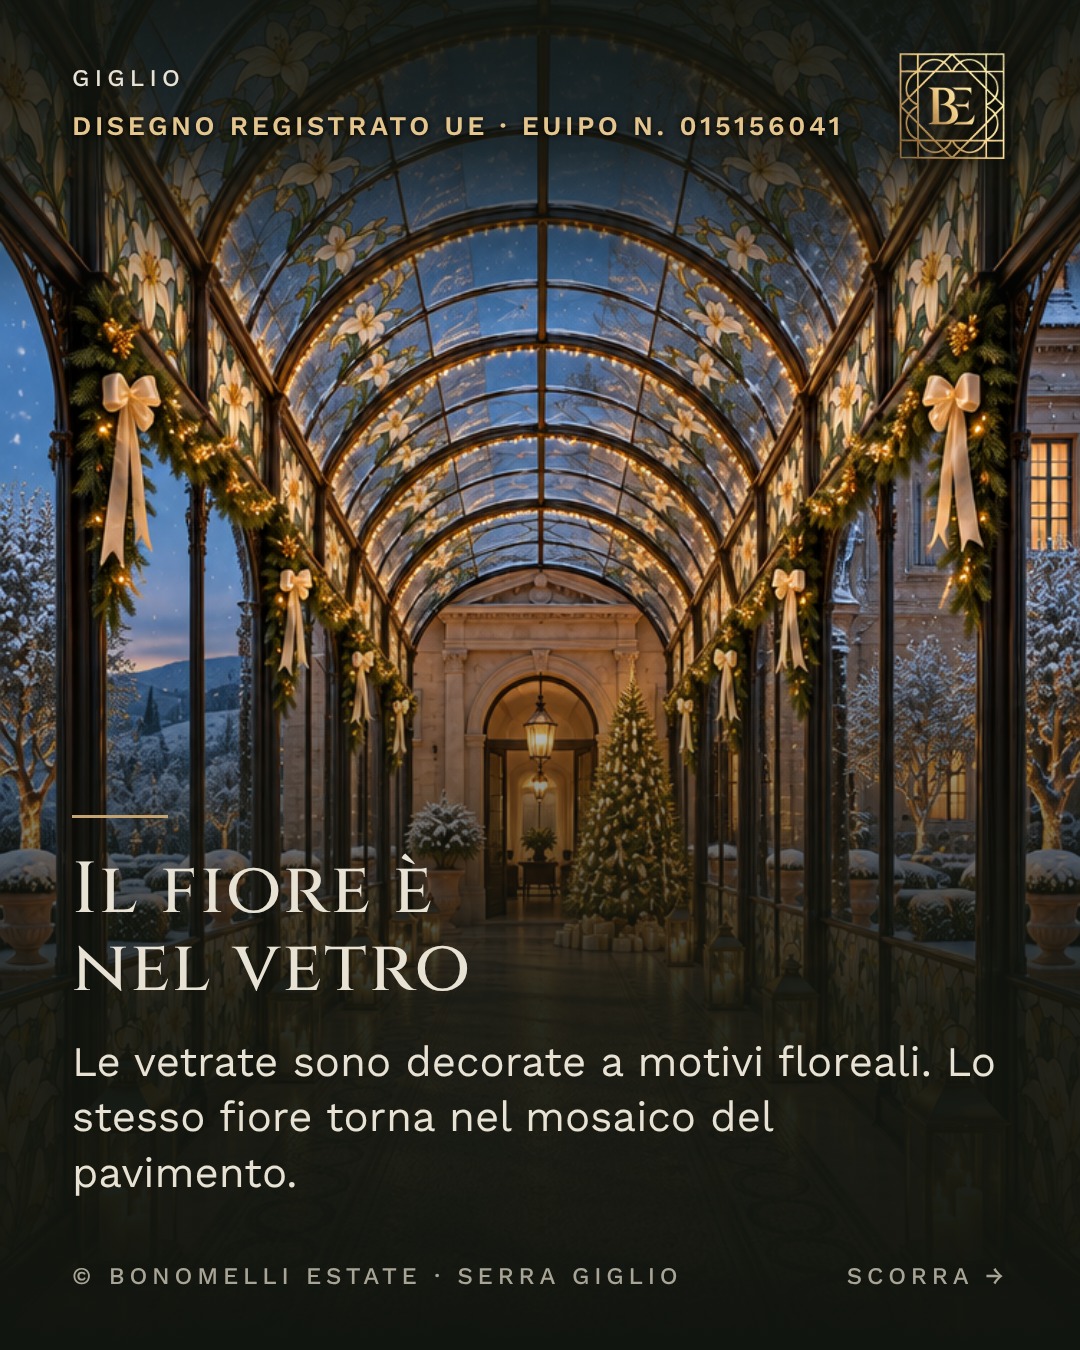 GIGLIO
DISEGNO REGISTRATO UE · EUIPO N. 015156041
BE
IL FIORE È
NEL VETRO
Le vetrate sono decorate a motivi floreali. Lo
stesso fiore torna nel mosaico del
pavimento.
© BONOMELLI ESTATE · SERRA GIGLIO
SCORRA →